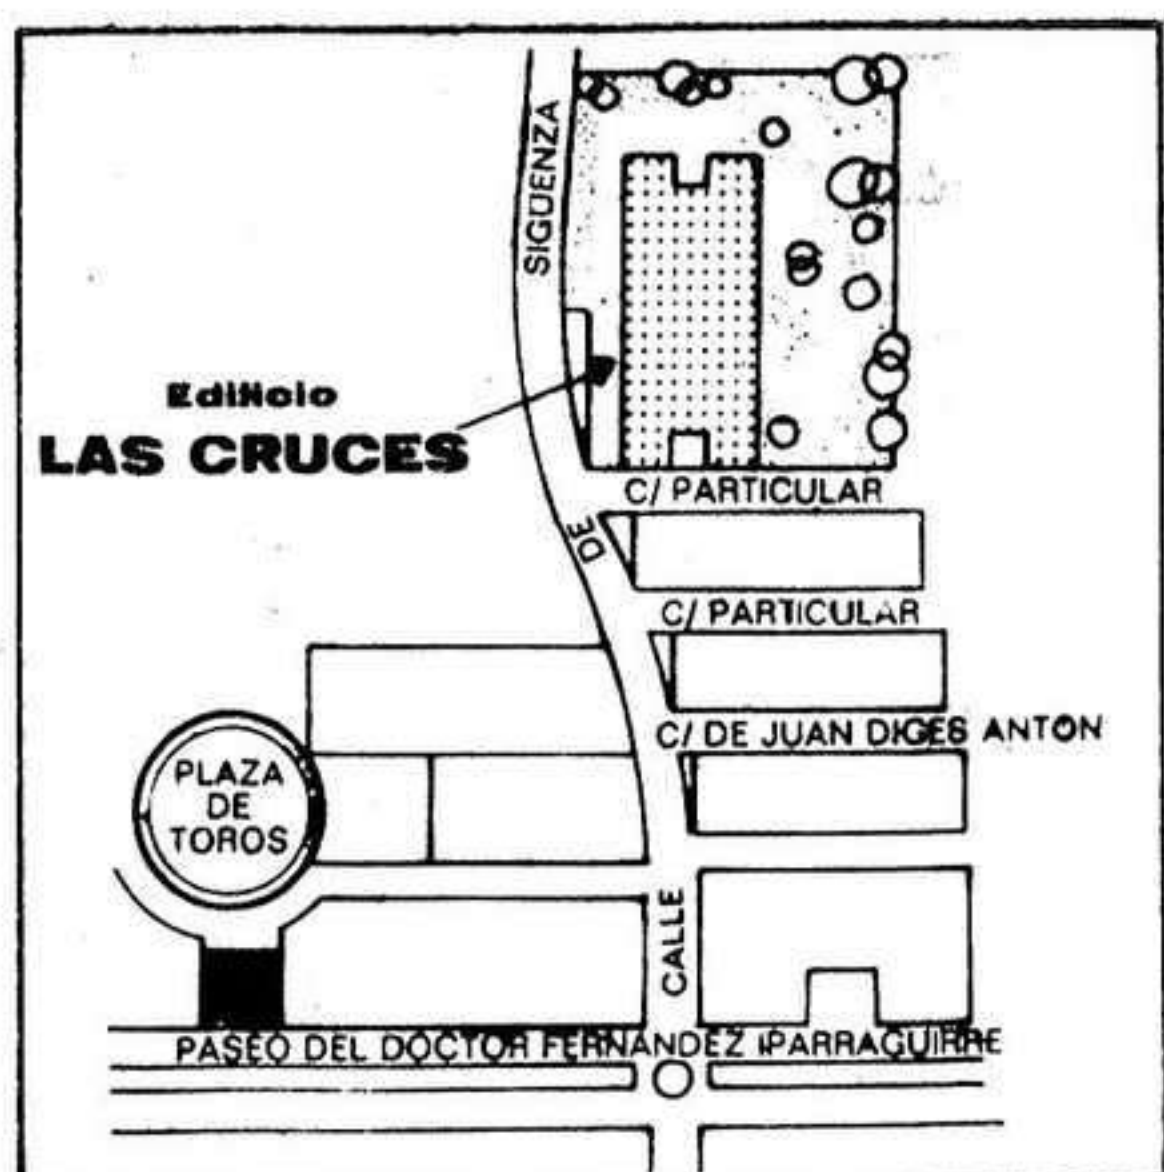 SIGÜENZA
Edificio
LAS CRUCES
C/ PARTICULAR
DE
C/ PARTICULAR
C/ DE JUAN DIGES ANTON
PLAZA
DE
TOROS
CALLE
PASEO DEL DOCTOR FERNANDEZ IPARRAGUIRRE